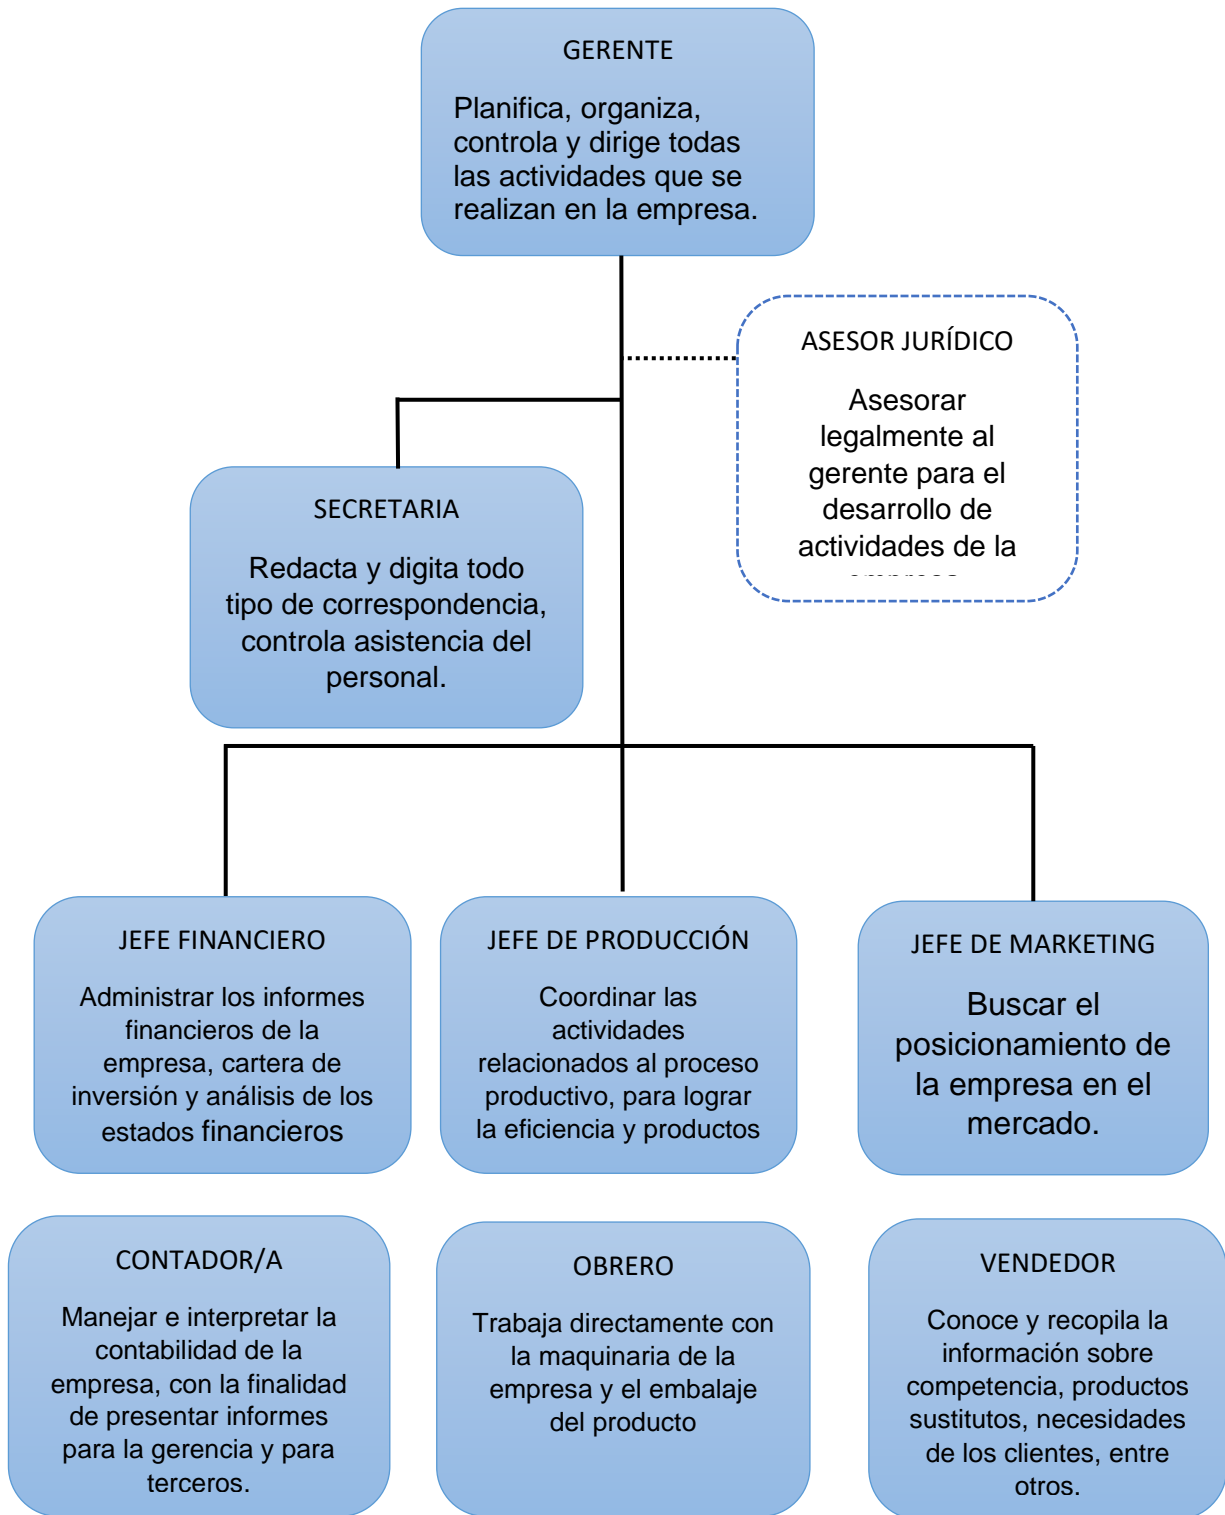 GERENTE
Planifica, organiza,
controla y dirige todas
las actividades que se
realizan en la empresa.
ASESOR JURÍDICO
Asesorar
legalmente al
gerente para el
desarrollo de
actividades de la
SECRETARIA
Redacta y digita todo
tipo de correspondencia,
controla asistencia del
personal.
JEFE FINANCIERO
Administrar los informes
financieros de la
empresa, cartera de
inversión y análisis de los
estados financieros
JEFE DE PRODUCCIÓN
Coordinar las
actividades
relacionados al proceso
productivo, para lograr
la eficiencia y productos
JEFE DE MARKETING
Buscar el
posicionamiento de
la empresa en el
mercado.
CONTADOR/A
Manejar e interpretar la
contabilidad de la
empresa, con la finalidad
de presentar informes
para la gerencia y para
terceros.
OBRERO
Trabaja directamente con
la maquinaria de la
empresa y el embalaje
del producto
VENDEDOR
Conoce y recopila la
información sobre
competencia, productos
sustitutos, necesidades
de los clientes, entre
otros.